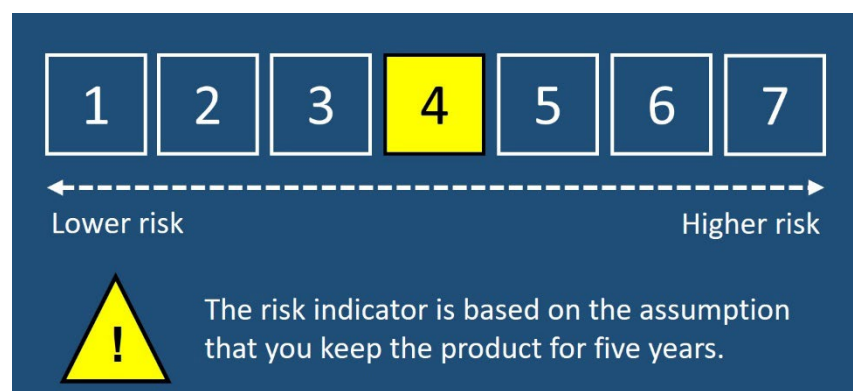 1 2 3 4 5 6 7
Lower risk Higher risk
! The risk indicator is based on the assumption
that you keep the product for five years.